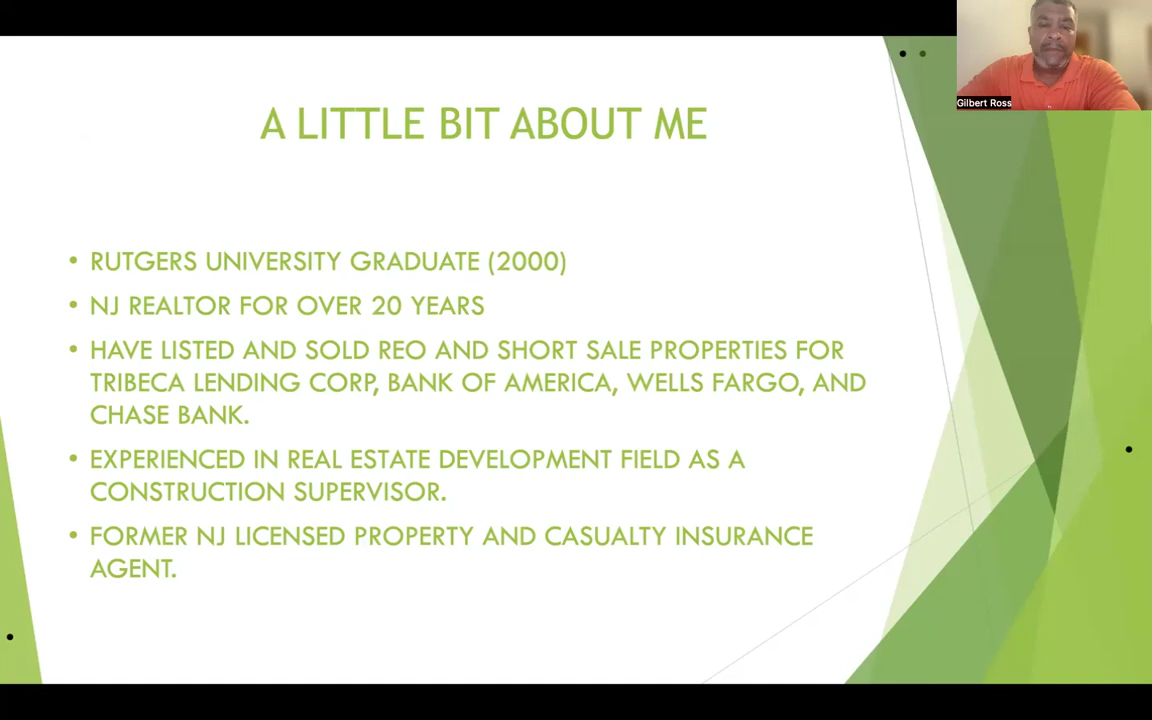 A LITTLE BIT ABOUT ME
Gilbert Ross
• RUTGERS UNIVERSITY GRADUATE (2000)
• NJ REALTOR FOR OVER 20 YEARS
• HAVE LISTED AND SOLD REO AND SHORT SALE PROPERTIES FOR
TRIBECA LENDING CORP, BANK OF AMERICA, WELLS FARGO, AND
CHASE BANK.
• EXPERIENCED IN REAL ESTATE DEVELOPMENT FIELD AS A
CONSTRUCTION SUPERVISOR.
• FORMER NJ LICENSED PROPERTY AND CASUALTY INSURANCE
AGENT.